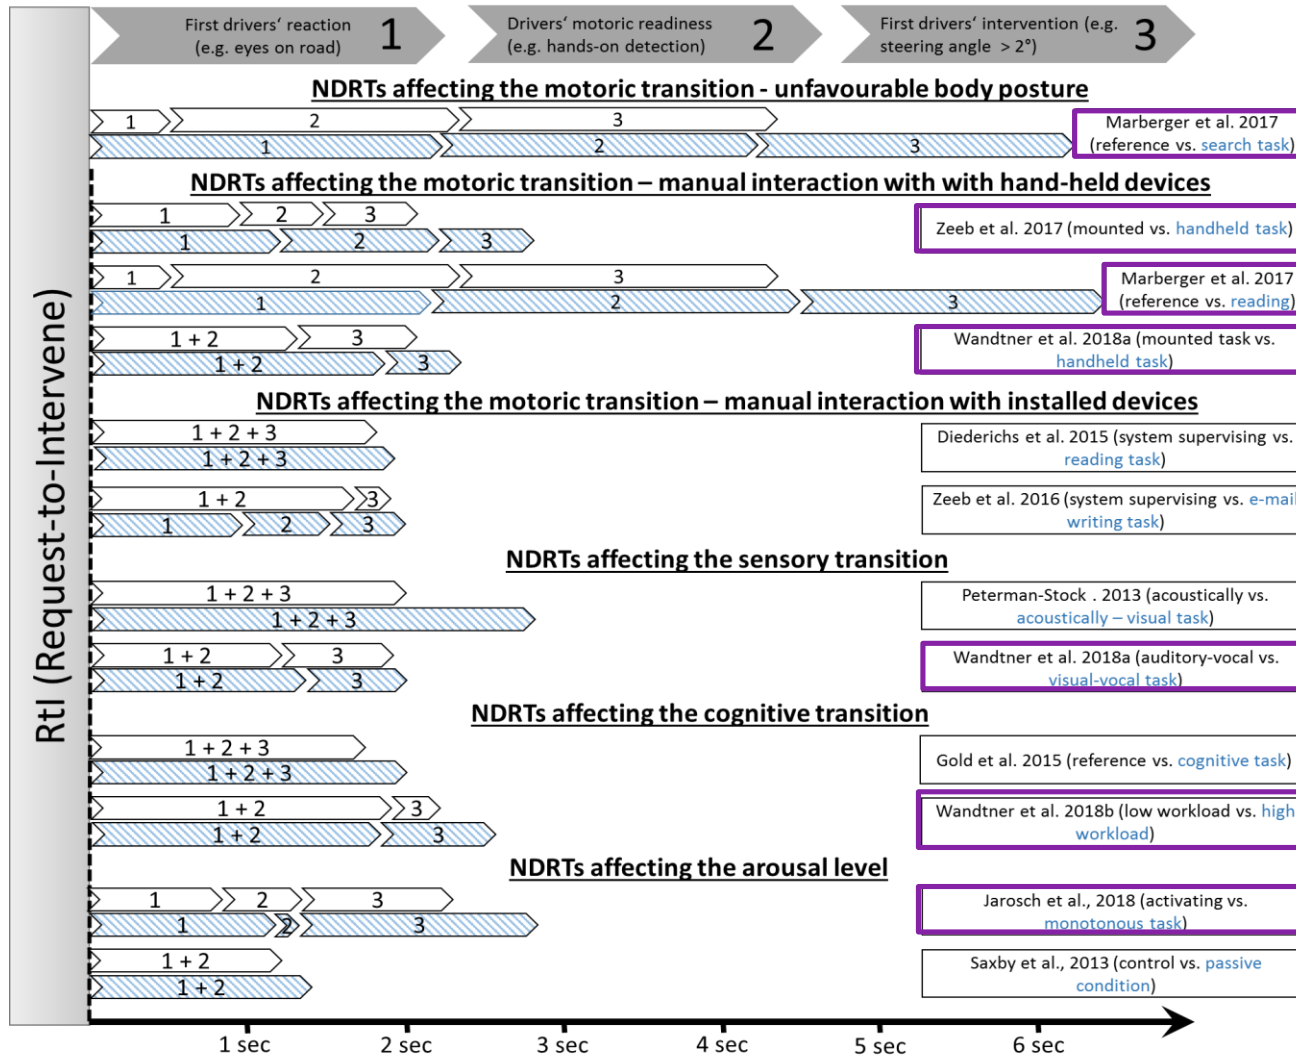 First drivers‘ reaction
(e.g. eyes on road)
1
Drivers‘ motoric readiness
(e.g. hands-on detection)
2
First drivers‘ intervention (e.g.
steering angle > 2°)
3
RtI (Request-to-Intervene)
NDRTs affecting the motoric transition - unfavourable body posture
1 2 3
1 2 3
Marberger et al. 2017
(reference vs. search task)
NDRTs affecting the motoric transition – manual interaction with with hand-held devices
1 2 3
1 2 3
Zeeb et al. 2017 (mounted vs. handheld task)
1 2 3
1 2 3
Marberger et al. 2017
(reference vs. reading)
1 + 2 3
1 + 2 3
Wandtner et al. 2018a (mounted task vs.
handheld task)
NDRTs affecting the motoric transition – manual interaction with installed devices
1 + 2 + 3
1 + 2 + 3
Diederichs et al. 2015 (system supervising vs.
reading task)
1 + 2 3
1 2 3
Zeeb et al. 2016 (system supervising vs. e-mail
writing task)
NDRTs affecting the sensory transition
1 + 2 + 3
1 + 2 + 3
Peterman-Stock . 2013 (acoustically vs.
acoustically – visual task)
1 + 2 3
1 + 2 3
Wandtner et al. 2018a (auditory-vocal vs.
visual-vocal task)
NDRTs affecting the cognitive transition
1 + 2 + 3
1 + 2 + 3
Gold et al. 2015 (reference vs. cognitive task)
1 + 2 3
1 + 2 3
Wandtner et al. 2018b (low workload vs. high
workload)
NDRTs affecting the arousal level
1 2 3
1 2 3
Jarosch et al., 2018 (activating vs.
monotonous task)
1 + 2
1 + 2
Saxby et al., 2013 (control vs. passive
condition)
1 sec 2 sec 3 sec 4 sec 5 sec 6 sec